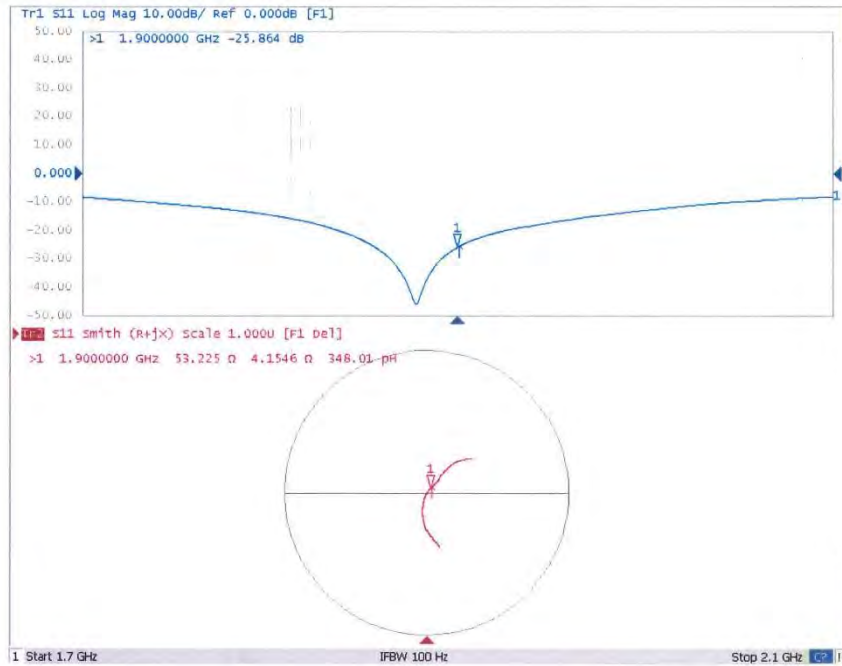 Tr1 S11 Log Mag 10.00dB/ Ref 0.000dB [F1]
50.00
>1 1.9000000 GHz -25.864 dB
40.00
30.00
20.00
10.00
0.000
-10.00
1
-20.00
1
-30.00
-40.00
-50.00
Tr2 S11 Smith (R+jX) Scale 1.000U [F1 Del]
>1 1.9000000 GHz 53.225 Ω 4.1546 Ω 348.01 pH
1
1 Start 1.7 GHz IFBW 100 Hz Stop 2.1 GHz C?